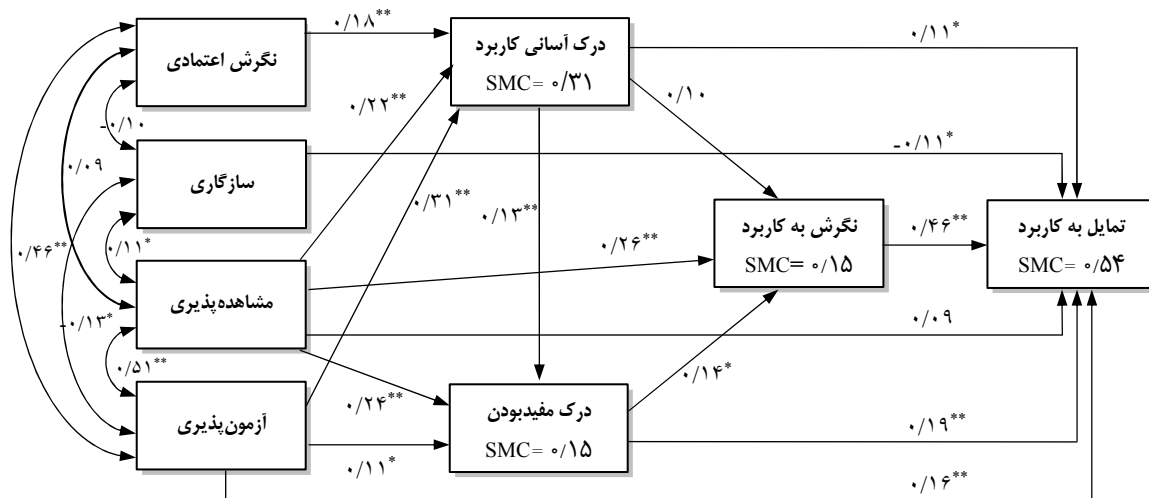 ۰/۱۸**
۰/۱۱*
نگرش اعتمادی
درک آسانی کاربرد
SMC= ۰/۳۱
۰/۲۲**
۰/۱۰
-۰/۱۰
-۰/۱۱*
۰/۰۹
سازگاری
۰/۳۱**
۰/۱۳**
نگرش به کاربرد
SMC= ۰/۱۵
۰/۴۶**
تمایل به کاربرد
SMC= ۰/۵۴
۰/۴۶**
۰/۱۱*
۰/۲۶**
مشاهده‌پذیری
-۰/۱۳*
۰/۰۹
۰/۵۱**
۰/۱۴*
آزمون‌پذیری
۰/۲۴**
درک مفیدبودن
SMC= ۰/۱۵
۰/۱۹**
۰/۱۱*
۰/۱۶**